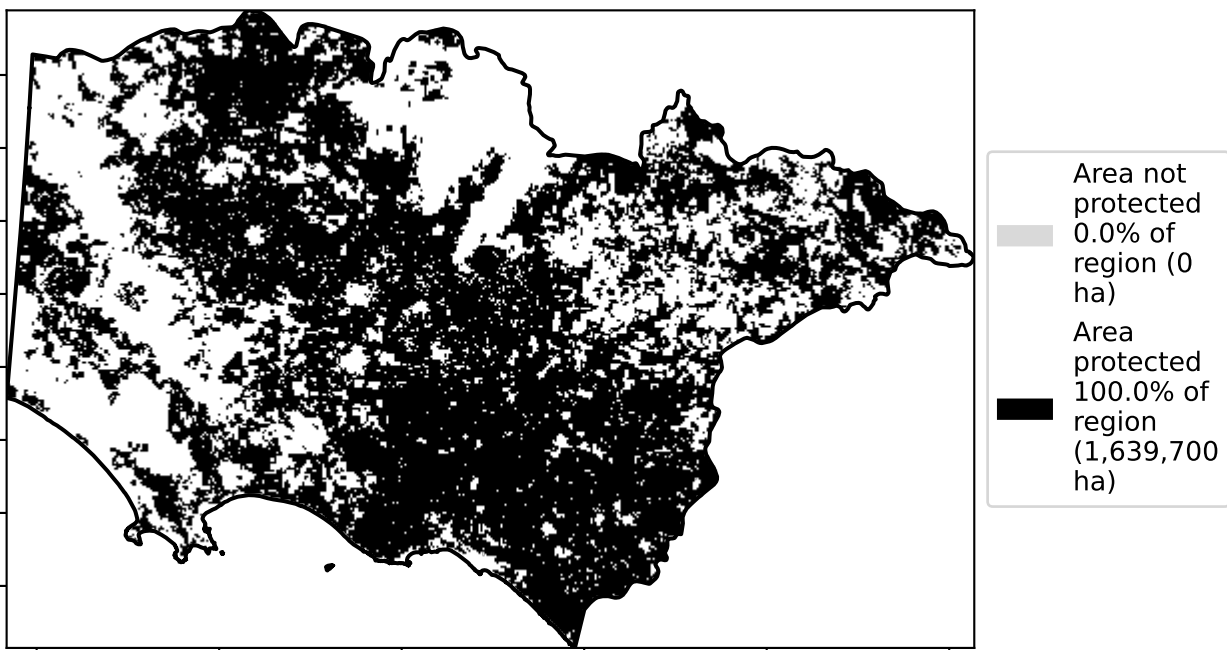 Area not
protected
0.0% of
region (0
ha)
Area
protected
100.0% of
region
(1,639,700
ha)